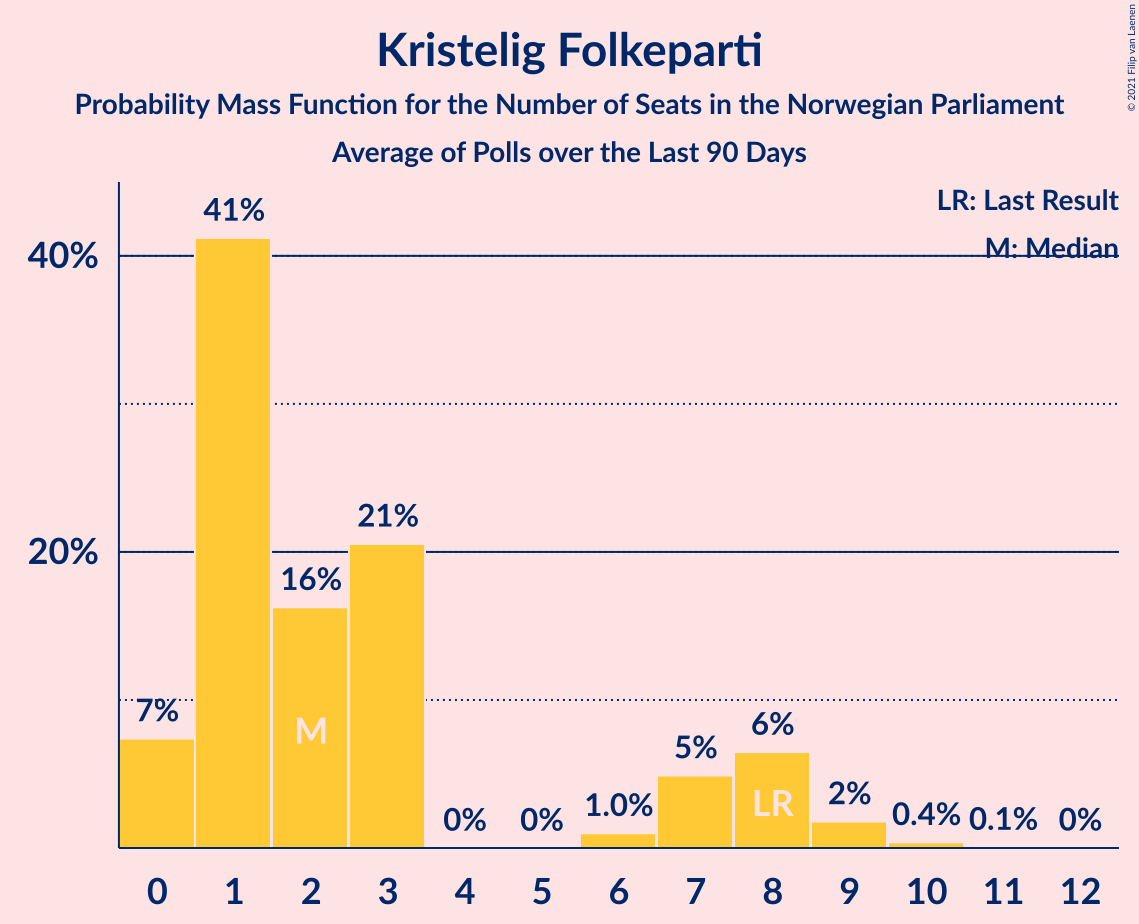 Kristelig Folkeparti
Probability Mass Function for the Number of Seats in the Norwegian Parliament
Average of Polls over the Last 90 Days
© 2021 Filip van Laenen
LR: Last Result
M: Median
41%
40%
21%
20%
16%
7%
M
6%
5%
LR
2%
1.0%
0%
0%
0.4%
0.1%
0%
0 1 2 3 4 5 6 7 8 9 10 11 12